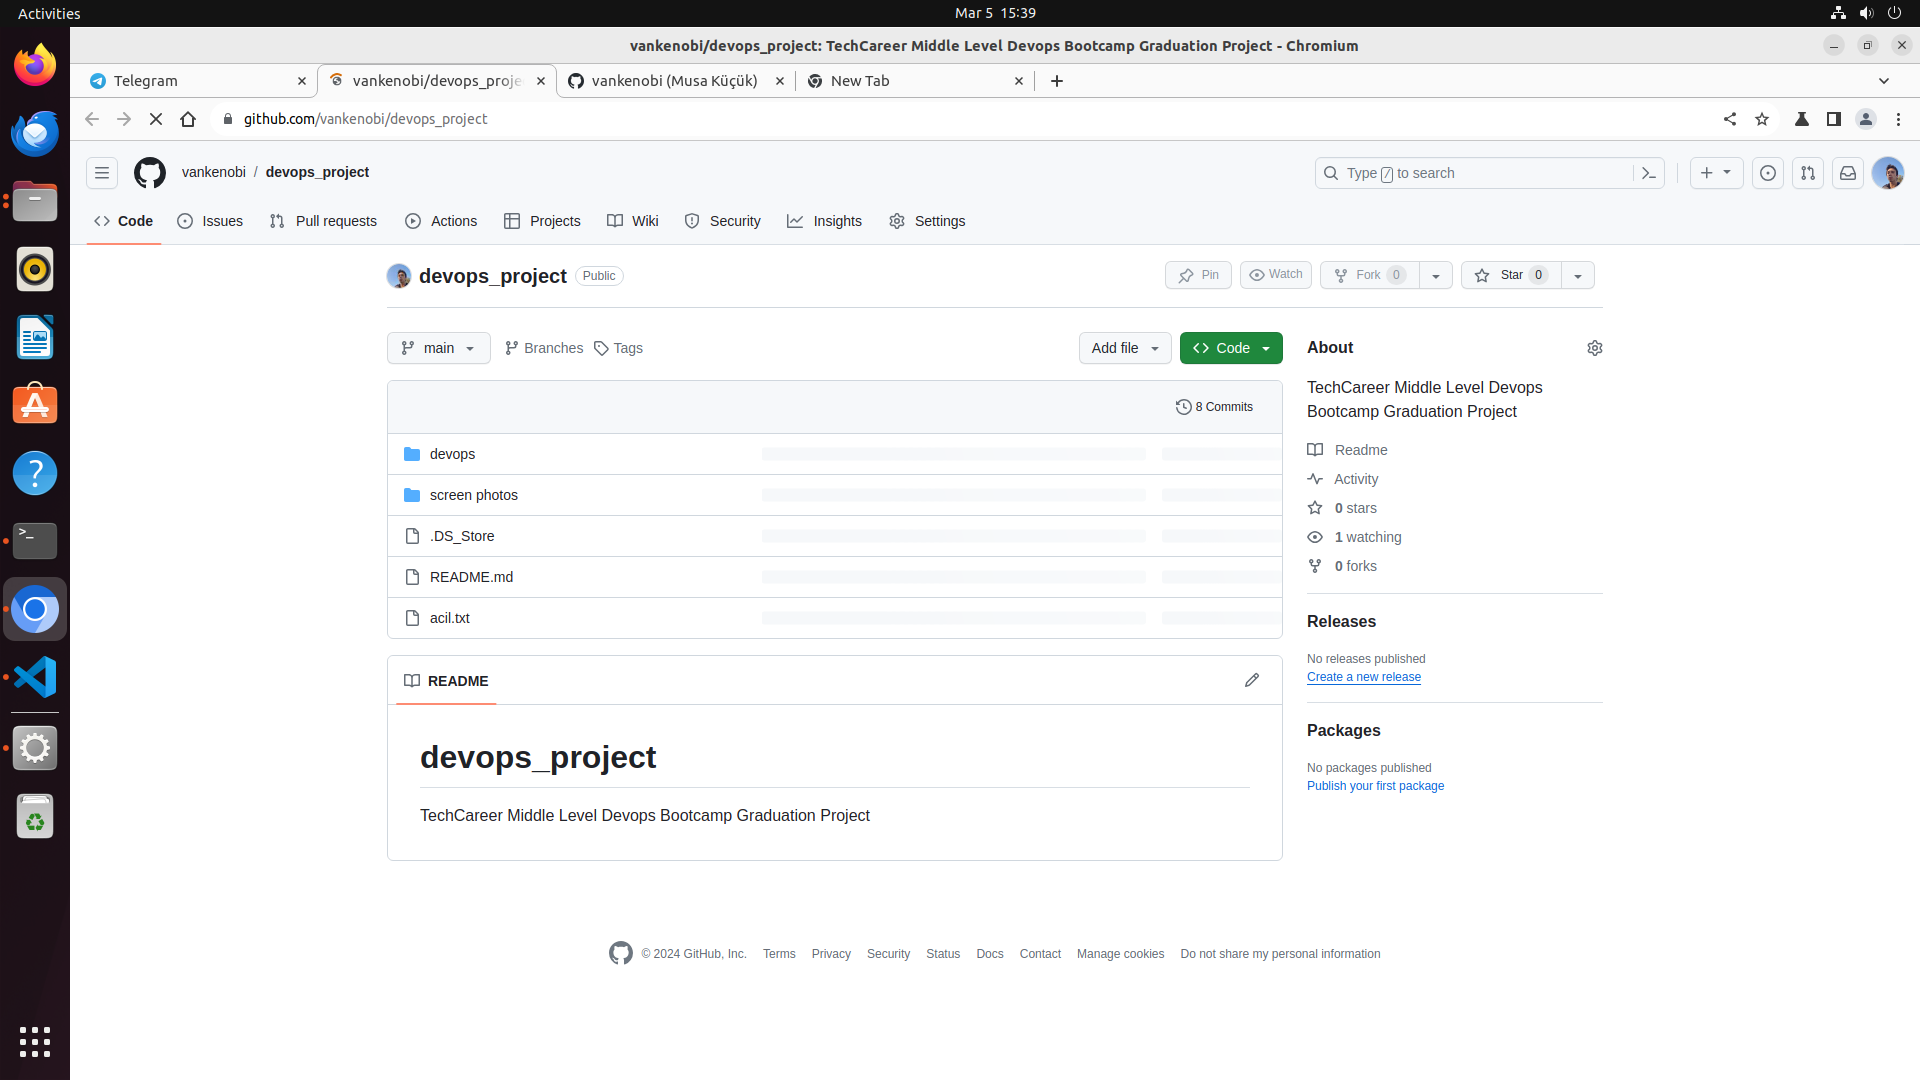 Activities
Mar 5 15:39
vankenobi/devops_project: TechCareer Middle Level Devops Bootcamp Graduation Project - Chromium
Telegram
vankenobi/devops_proje
vankenobi (Musa Küçük)
New Tab
github.com/vankenobi/devops_project
vankenobi / devops_project
Type / to search
Code
Issues
Pull requests
Actions
Projects
Wiki
Security
Insights
Settings
devops_project
Public
Pin
Watch
Fork 0
Star 0
main
Branches
Tags
Add file
Code
8 Commits
devops
screen photos
.DS_Store
README.md
acil.txt
README
devops_project
TechCareer Middle Level Devops Bootcamp Graduation Project
About
TechCareer Middle Level Devops
Bootcamp Graduation Project
Readme
Activity
0 stars
1 watching
0 forks
Releases
No releases published
Create a new release
Packages
No packages published
Publish your first package
© 2024 GitHub, Inc.
Terms
Privacy
Security
Status
Docs
Contact
Manage cookies
Do not share my personal information